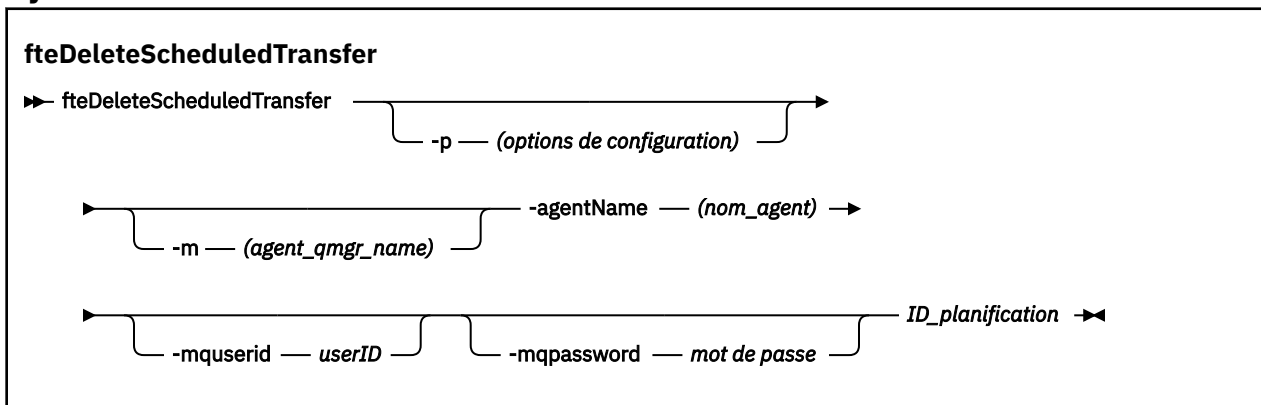 fteDeleteScheduledTransfer
fteDeleteScheduledTransfer
-p — (options de configuration)
-agentName — (nom_agent)
-m — (agent_qmgr_name)
ID_planification
-mquserid — userID
-mqpassword — mot de passe